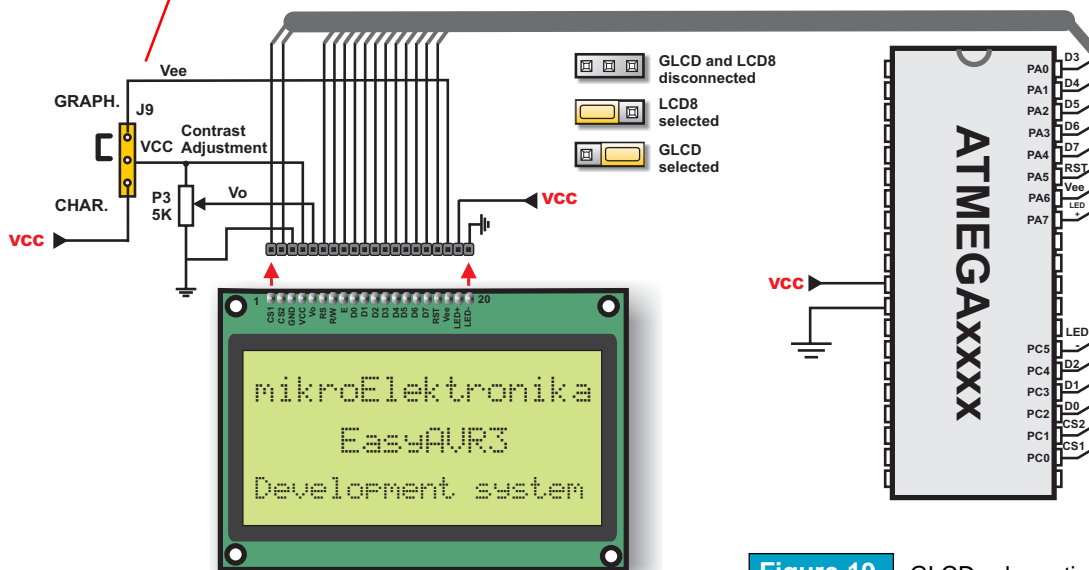 Vee
GRAPH.
J9
VCC
Contrast
Adjustment
P3
5K
Vo
CHAR.
VCC
GLCD and LCD8
disconnected
LCD8
selected
GLCD
selected
VCC
1
20
CS1
CS2
GND
VCC
Vo
RS
R/W
E
D0
D1
D2
D3
D4
D5
D6
D7
RST
Vee
LED+
LED-
mikroElektronika
EasyAVR3
Development system
VCC
ATMEGAxxxx
PA0 D3
PA1 D4
PA2 D5
PA3 D6
PA4 D7
PA5 RST
PA6 Vee
PA7 LED
+
LED
-
PC5
PC4 D2
PC3 D1
PC2 D0
PC1 CS2
PC0 CS1